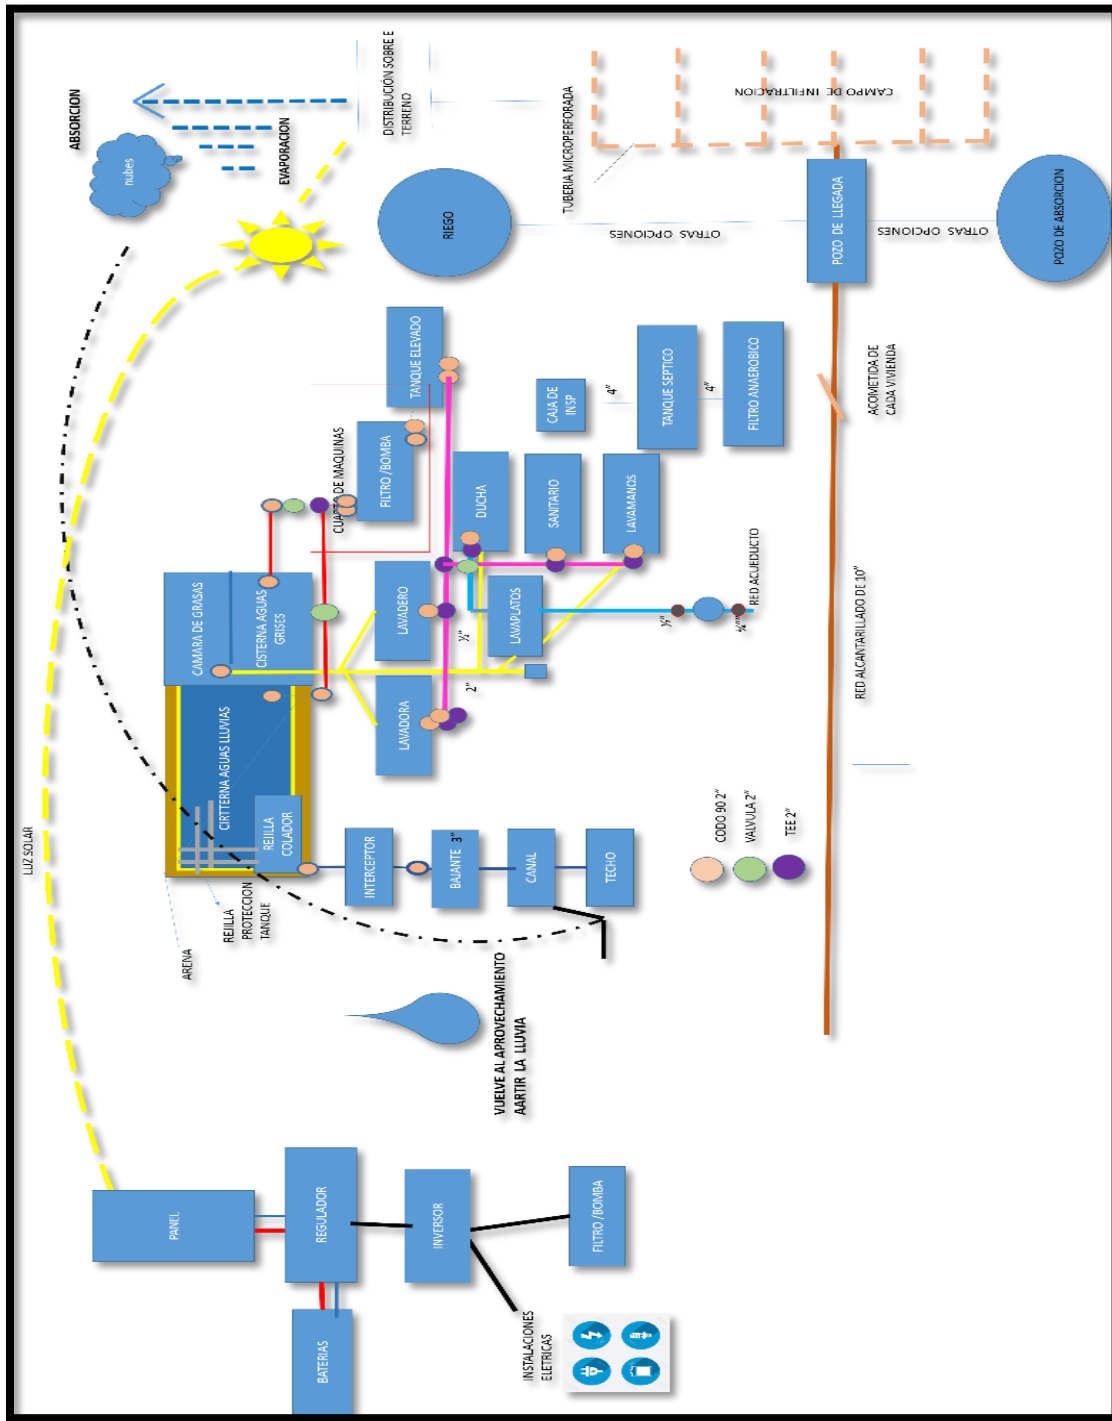 LUZ SOLAR
PANEL
BATERIAS
REGULADOR
INVERSOR
INSTALACIONES
ELETRICAS
FILTRO /BOMBA
ARENA
REJILLA
PROTECCION
TANQUE
VUELVE AL APROVECHAMIENTO
AARTIR LA LLUVIA
CIRTTERNA AGUAS LLUVIAS
REJILLA
COLADOR
INTERCEPTOR
BAJANTE 3"
CANAL
TECHO
CAMARA DE GRASAS
CISTERNA AGUAS
GRISES
LAVADORA
LAVADERO
2"
½"
LAVAPLATOS
CUARTO DE MAQUINAS
FILTRO /BOMBA
TANQUE ELEVADO
DUCHA
SANITARIO
LAVAMANOS
½"
RED ACUEDUCTO
CAJA DE
INSP
4"
TANQUE SEPTICO
4"
FILTRO ANAEROBICO
CODO 90 2"
VALVULA 2"
TEE 2"
RED ALCANTARILLADO DE 10"
ACOMETIDA DE
CADA VIVIENDA
ABSORCION
nubes
EVAPORACION
DISTRIBUCIÓN SOBRE E
TERRENO
RIEGO
OTRAS OPCIONES
TUBERIA MICROPERFORADA
CAMPO DE INFILTRACION
POZO DE LLEGADA
OTRAS OPCIONES
POZO DE ABSORCION